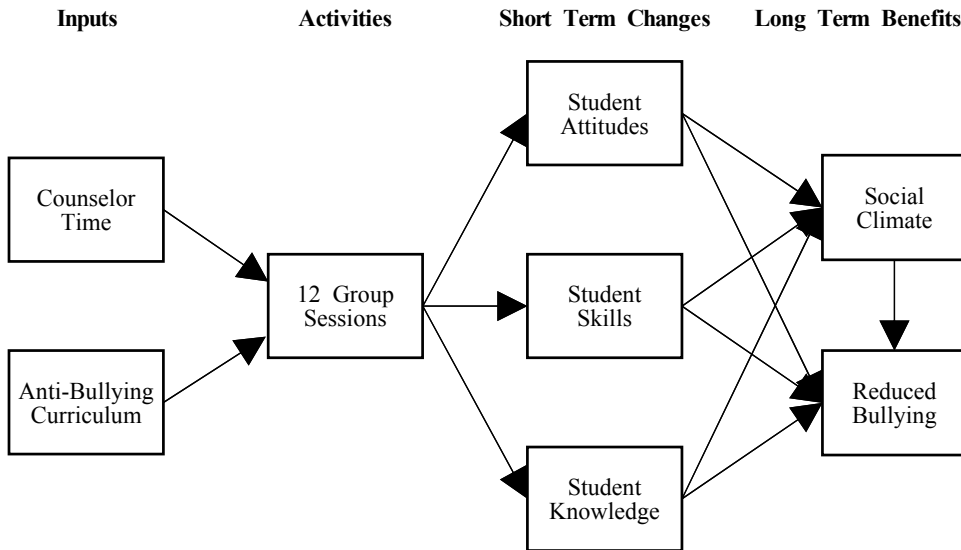 Inputs
Activities
Short Term Changes
Long Term Benefits
Counselor
Time
Anti-Bullying
Curriculum
12 Group
Sessions
Student
Attitudes
Student
Skills
Student
Knowledge
Social
Climate
Reduced
Bullying